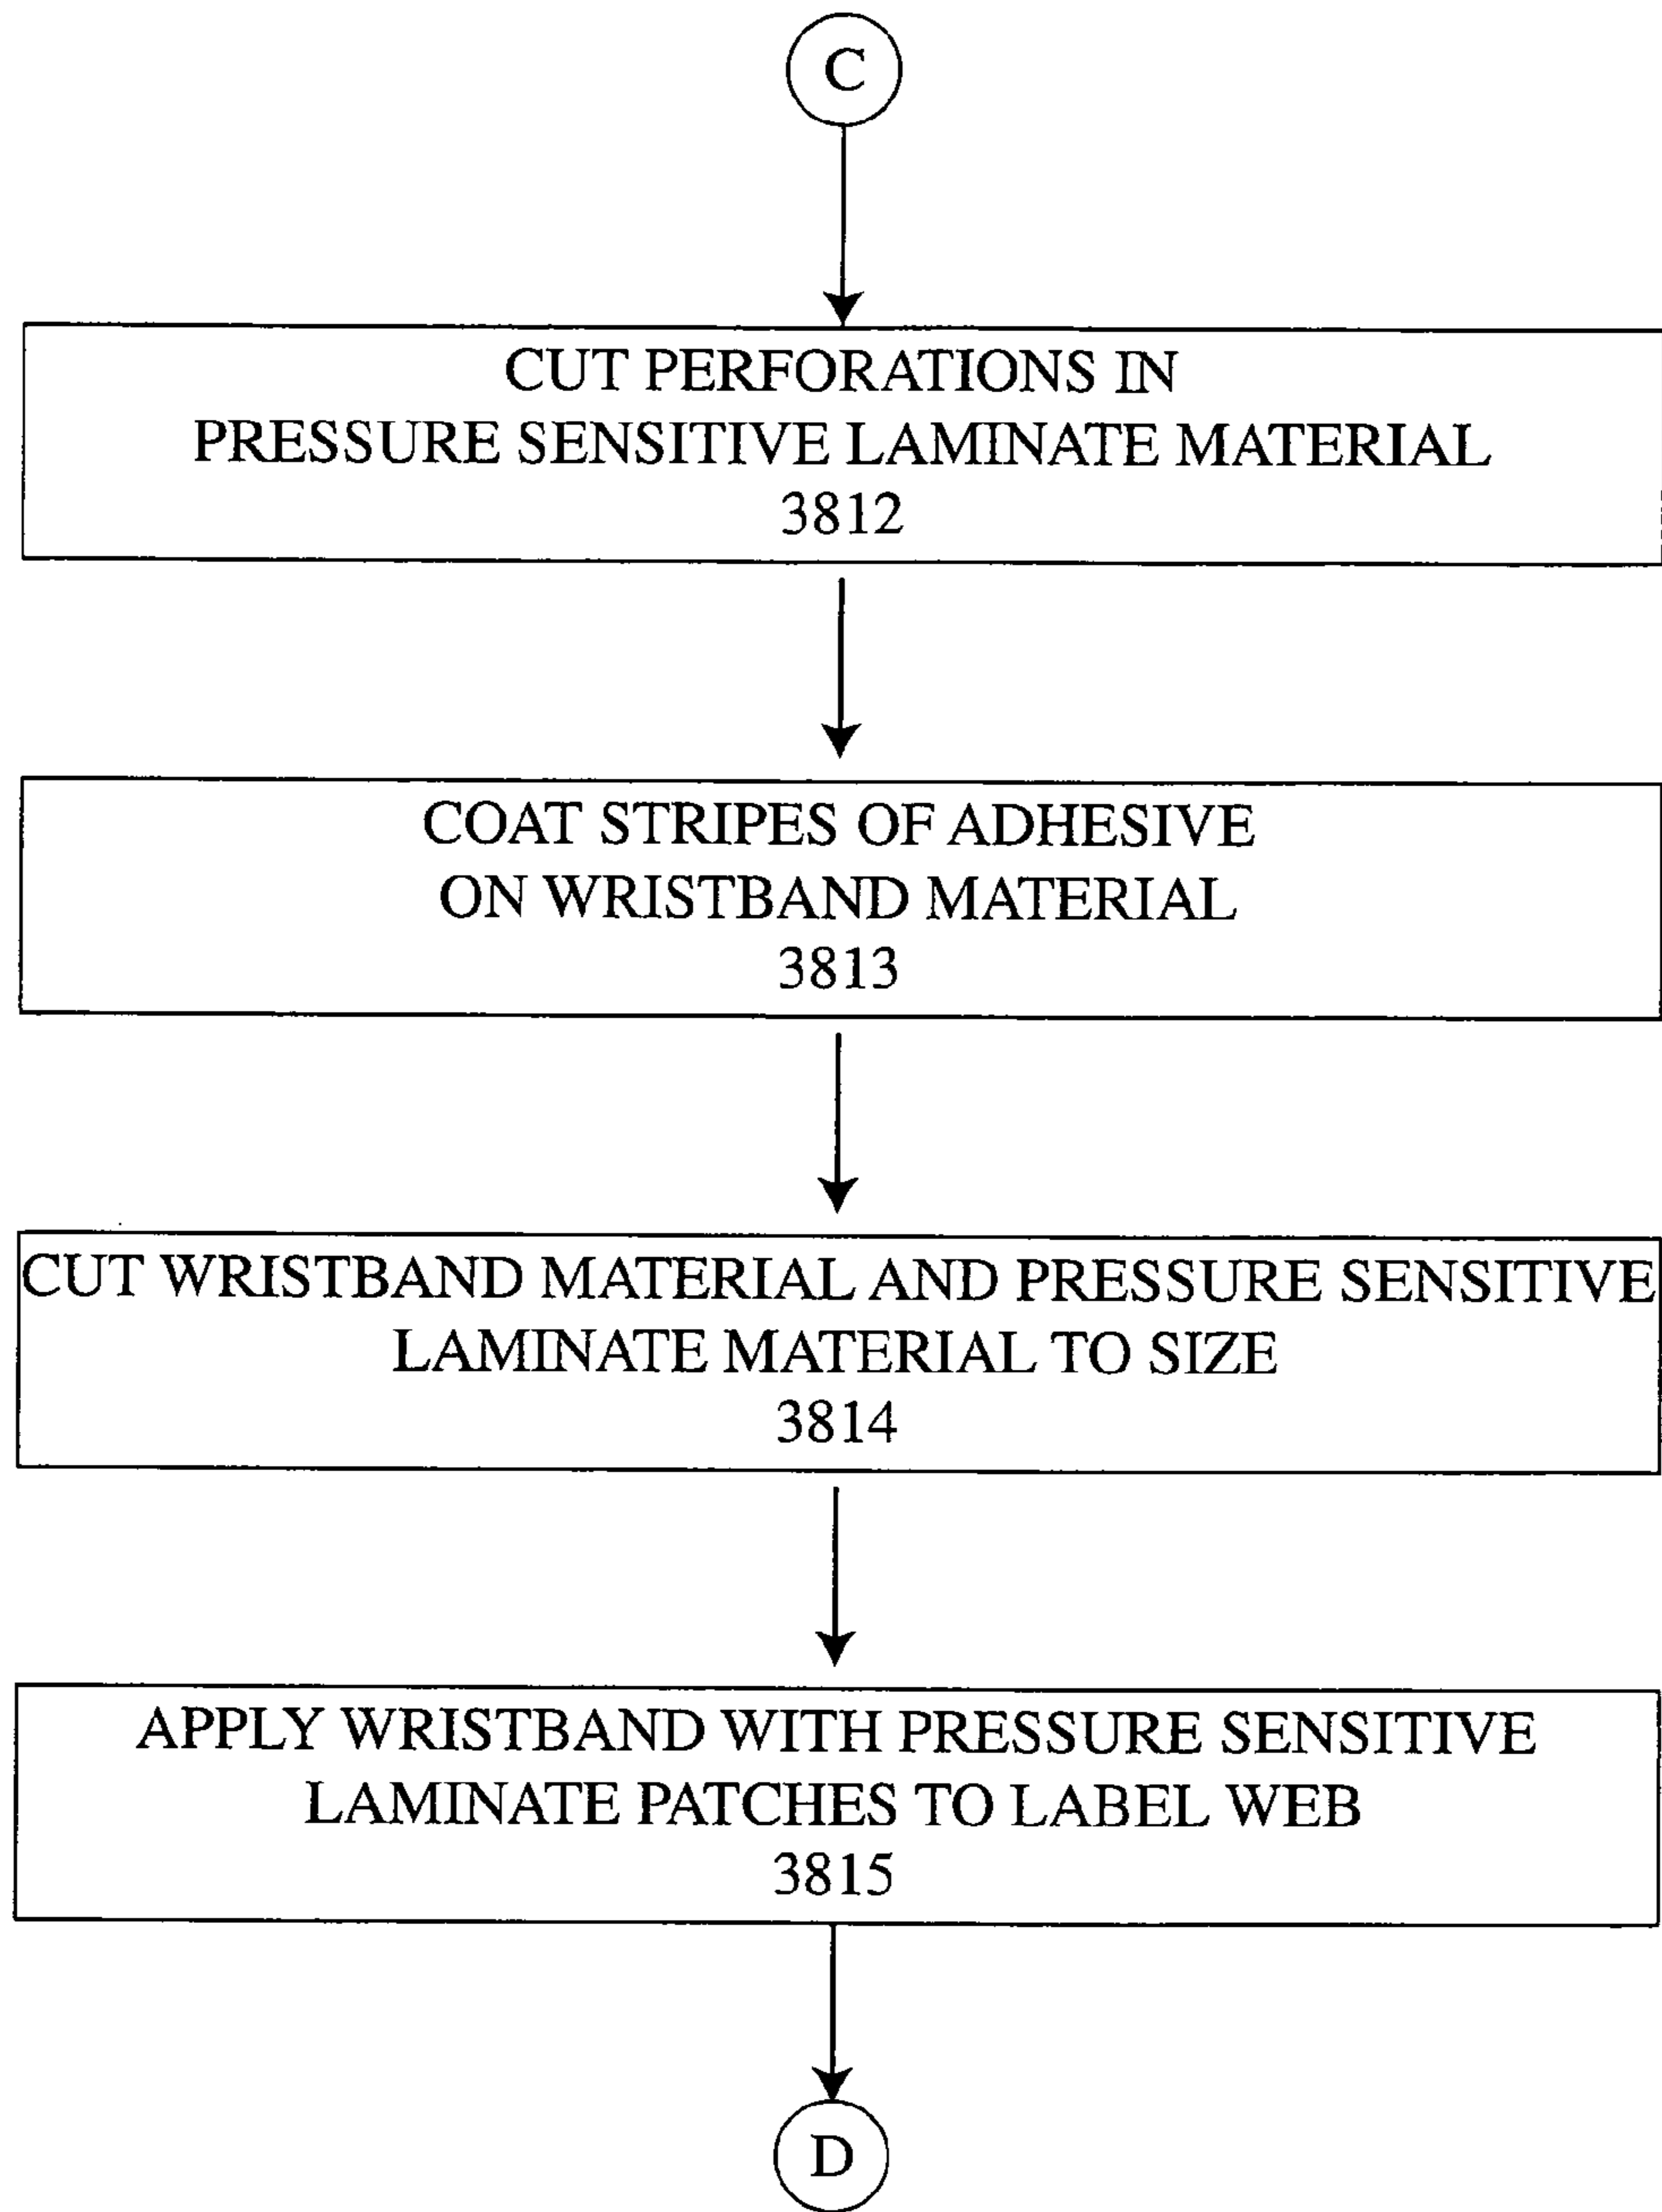 C
CUT PERFORATIONS IN
PRESSURE SENSITIVE LAMINATE MATERIAL
3812
COAT STRIPES OF ADHESIVE
ON WRISTBAND MATERIAL
3813
CUT WRISTBAND MATERIAL AND PRESSURE SENSITIVE
LAMINATE MATERIAL TO SIZE
3814
APPLY WRISTBAND WITH PRESSURE SENSITIVE
LAMINATE PATCHES TO LABEL WEB
3815
D